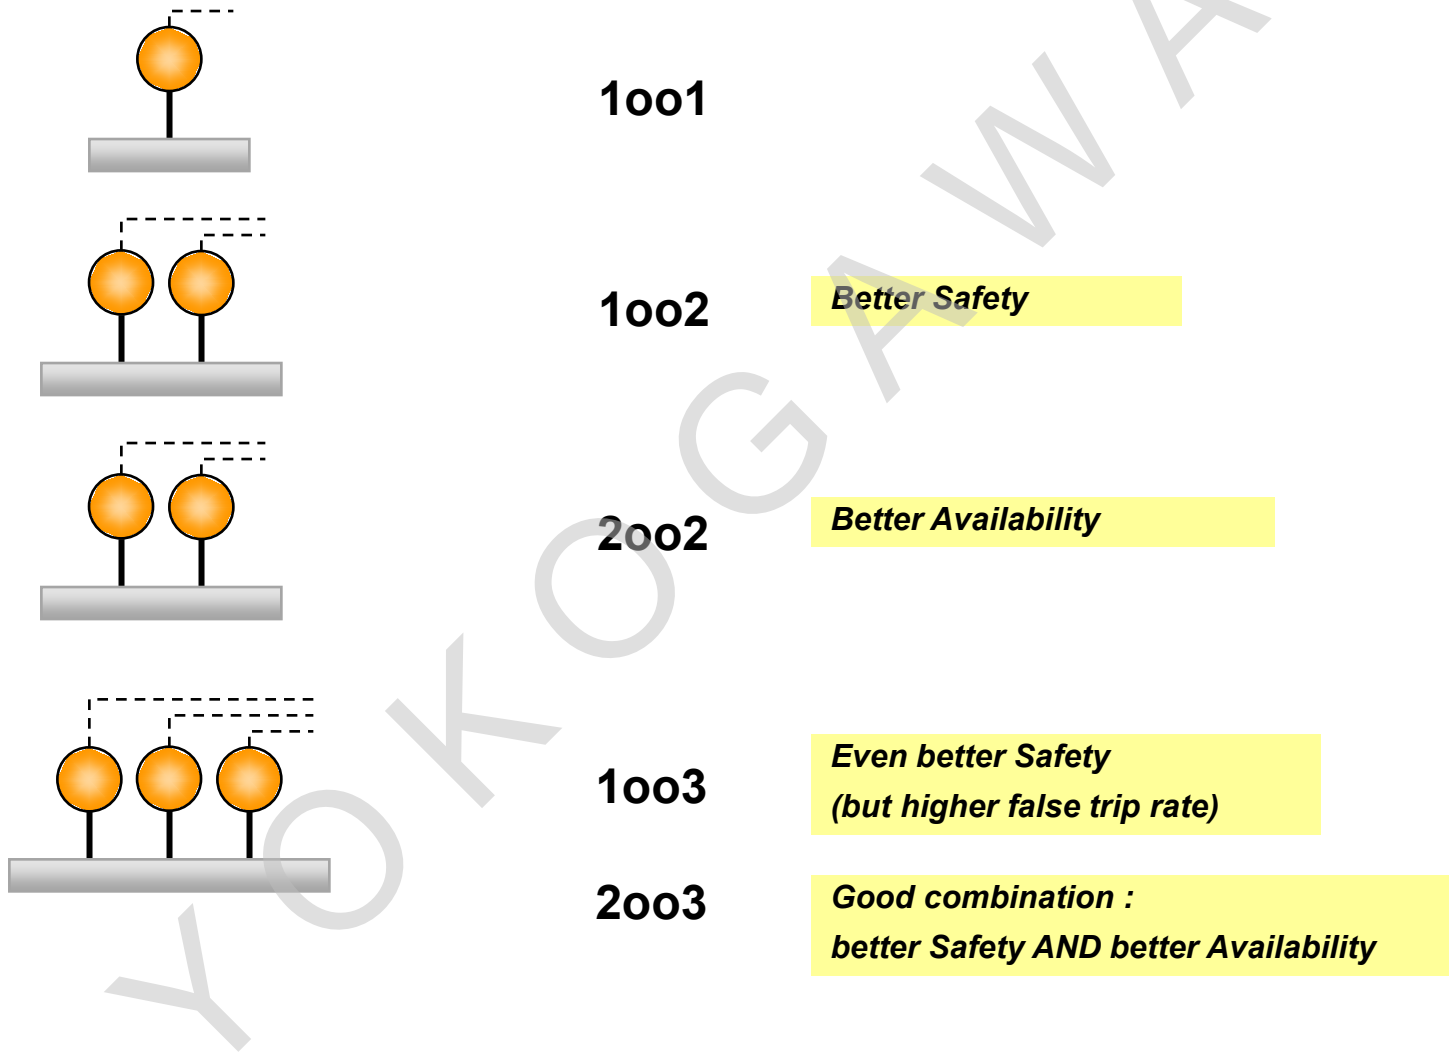 1oo1
1oo2
Better Safety
2oo2
Better Availability
1oo3
Even better Safety
(but higher false trip rate)
2oo3
Good combination :
better Safety AND better Availability
YOKOGAWA